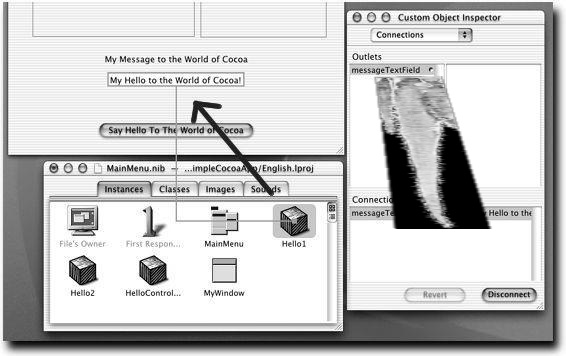 My Message to the World of Cocoa
My Hello to the World of Cocoa!
Say Hello To The World of Cocoa
MainMenu.nib — ...impleCocoaApp/English.lproj
Instances
Classes
Images
Sounds
File's Owner
First Respon...
MainMenu
Hello1
Hello2
HelloControl...
MyWindow
Custom Object Inspector
Connections
Outlets
messageTextField
Connectio
messageTex
Hello to the
Revert
Disconnect